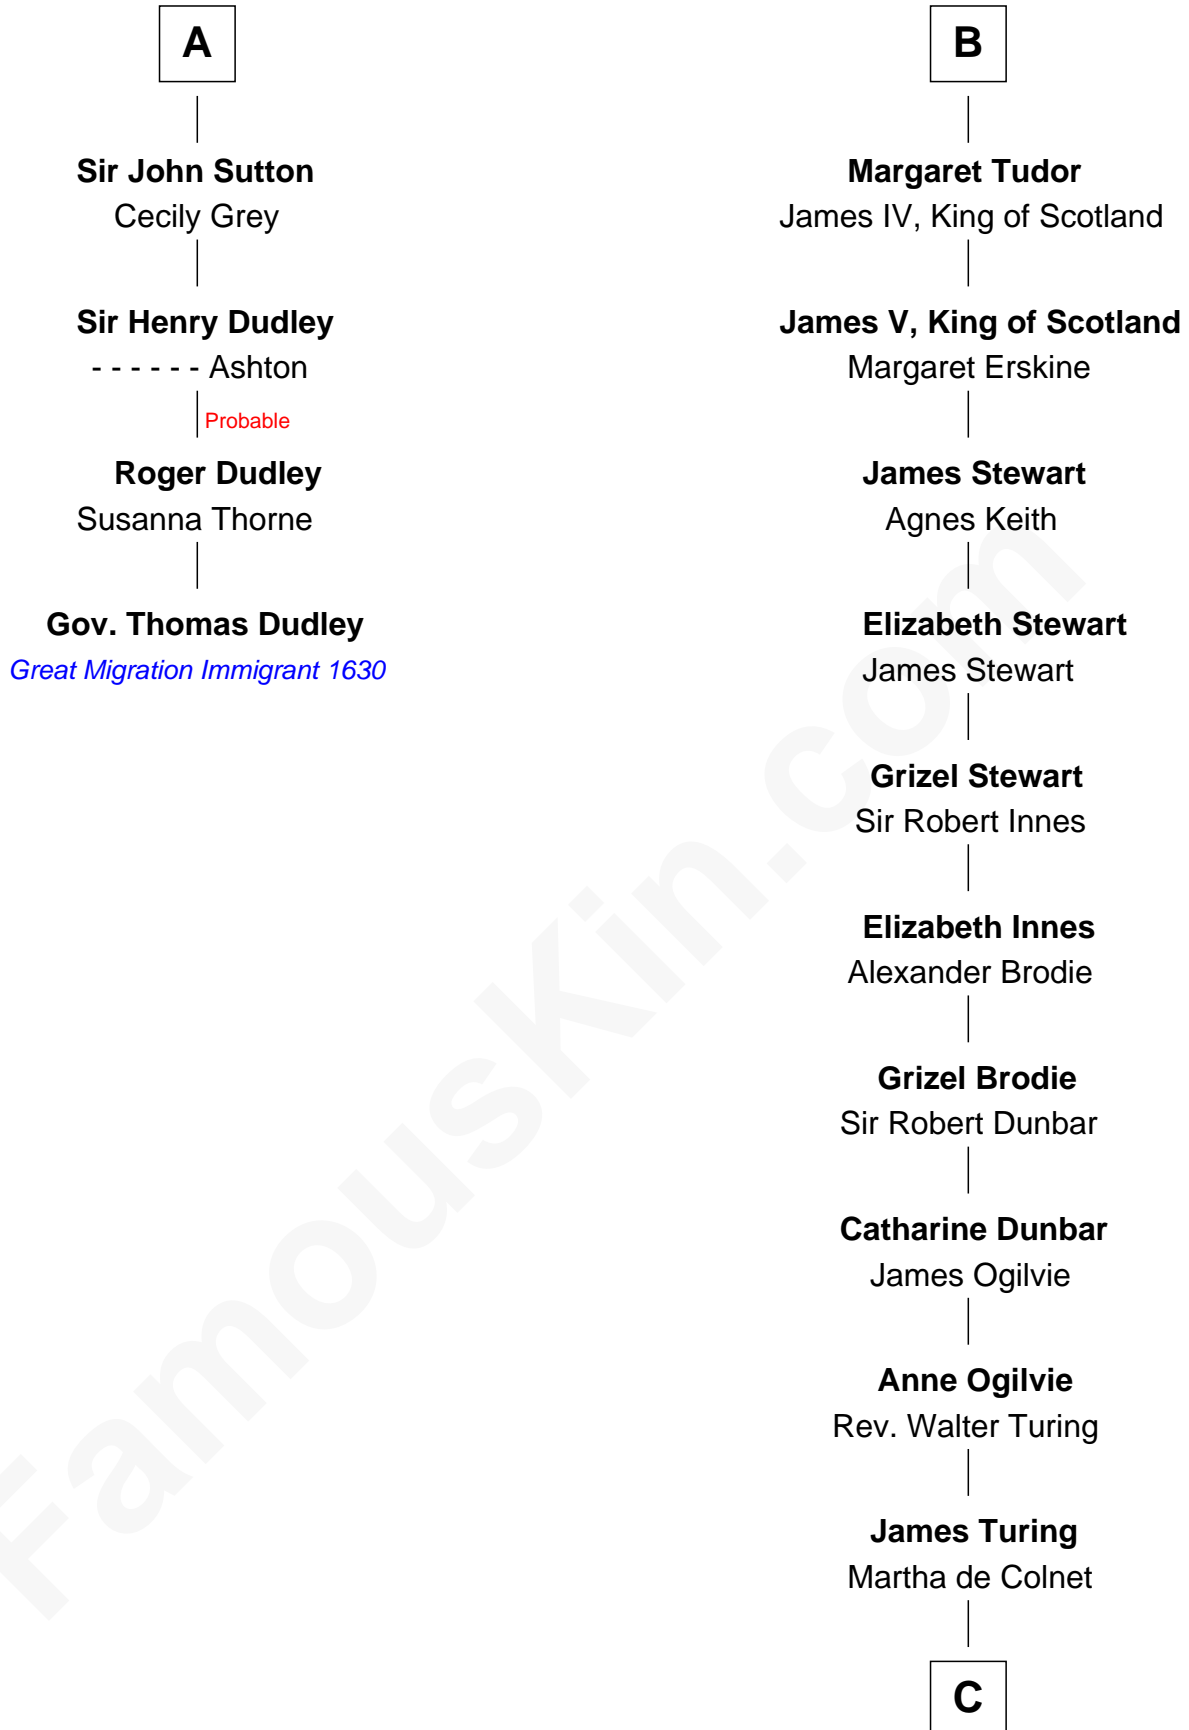 A
Sir John Sutton
Cecily Grey
Sir Henry Dudley
- - - - - - Ashton
Probable
Roger Dudley
Susanna Thorne
Gov. Thomas Dudley
Great Migration Immigrant 1630
B
Margaret Tudor
James IV, King of Scotland
James V, King of Scotland
Margaret Erskine
James Stewart
Agnes Keith
Elizabeth Stewart
James Stewart
Grizel Stewart
Sir Robert Innes
Elizabeth Innes
Alexander Brodie
Grizel Brodie
Sir Robert Dunbar
Catharine Dunbar
James Ogilvie
Anne Ogilvie
Rev. Walter Turing
James Turing
Martha de Colnet
C
FamousKin.com